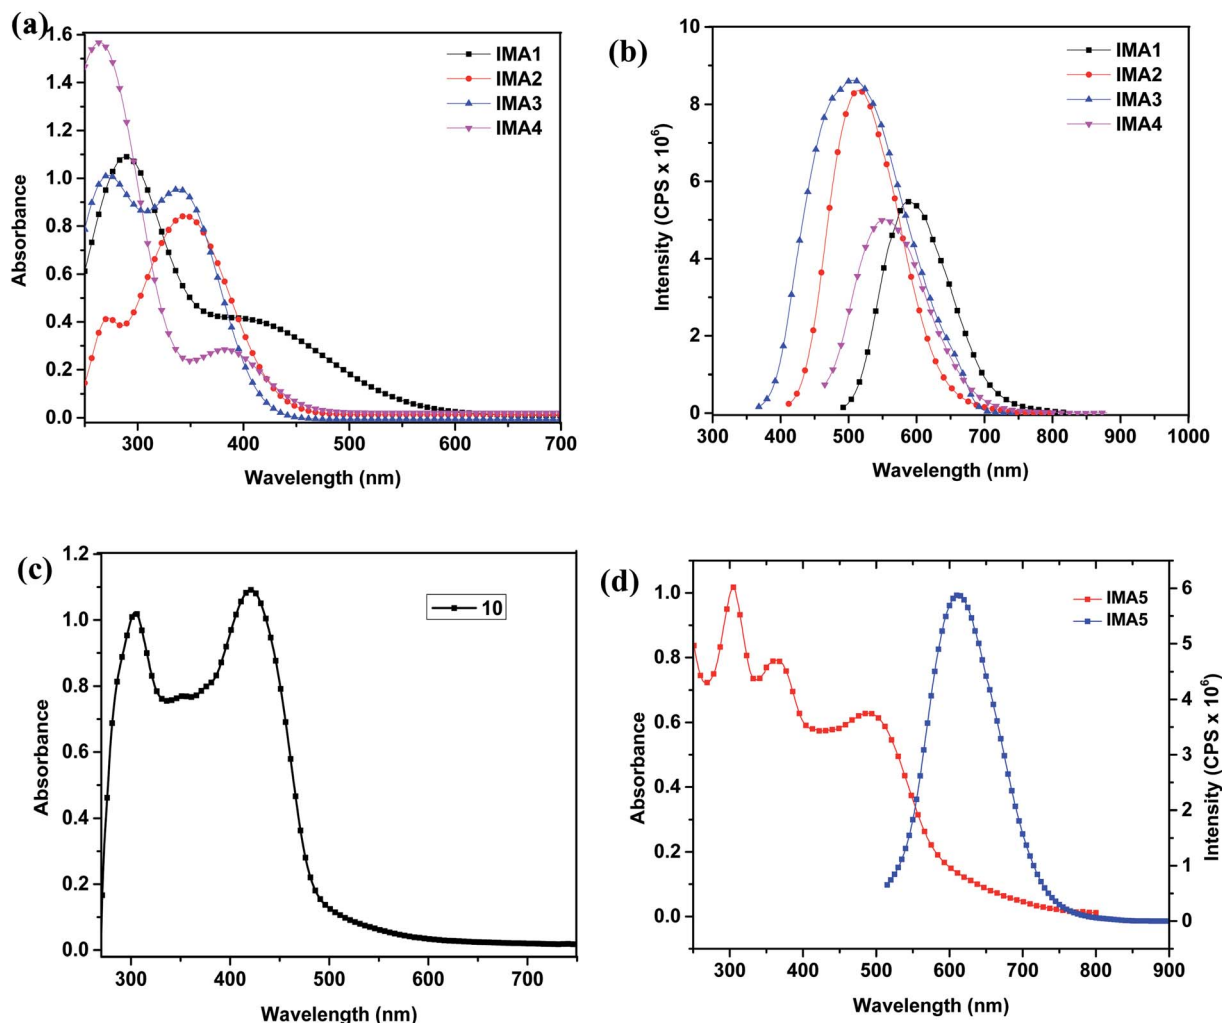 (a)
1.6
1.4
1.2
1.0
0.8
0.6
0.4
0.2
0.0
Absorbance
300 400 500 600 700
Wavelength (nm)
IMA1
IMA2
IMA3
IMA4
(b)
10
8
6
4
2
0
Intensity (CPS x 10⁶)
300 400 500 600 700 800 900 1000
Wavelength (nm)
IMA1
IMA2
IMA3
IMA4
(c)
1.2
1.0
0.8
0.6
0.4
0.2
0.0
Absorbance
300 400 500 600 700
Wavelength (nm)
10
(d)
1.0
0.8
0.6
0.4
0.2
0.0
Absorbance
300 400 500 600 700 800 900
Wavelength (nm)
IMA5
IMA5
6
5
4
3
2
1
0
Intensity (CPS x 10⁶)